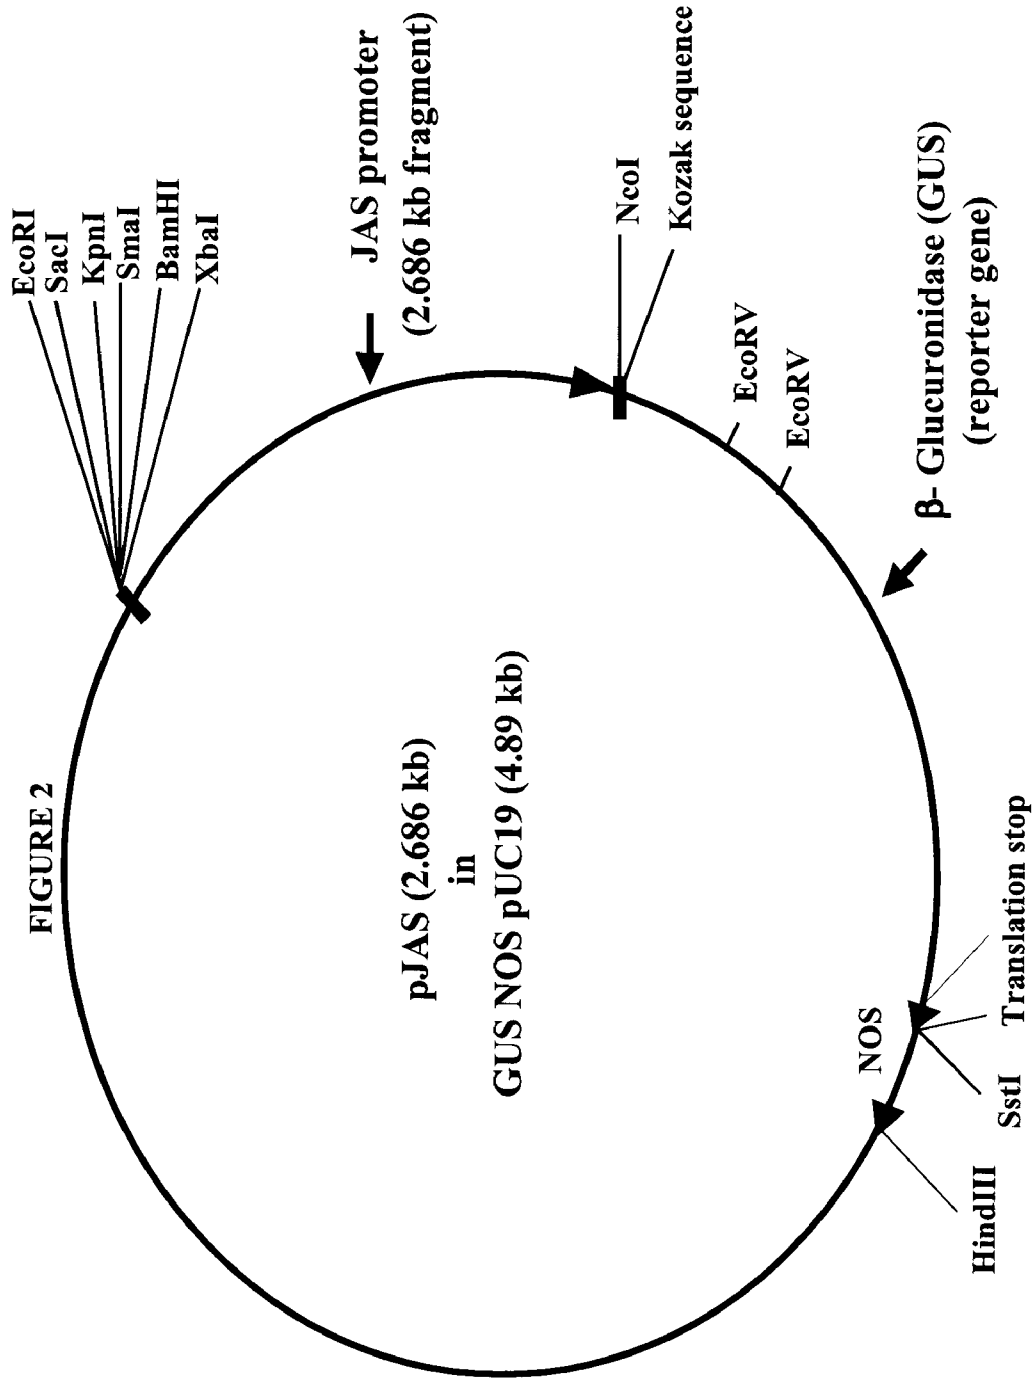 FIGURE 2
EcoRI
SacI
KpnI
SmaI
BamHI
XbaI
JAS promoter
(2.686 kb fragment)
NcoI
Kozak sequence
EcoRV
EcoRV
β- Glucuronidase (GUS)
(reporter gene)
pJAS (2.686 kb)
in
GUS NOS pUC19 (4.89 kb)
NOS
Translation stop
SstI
HindIII